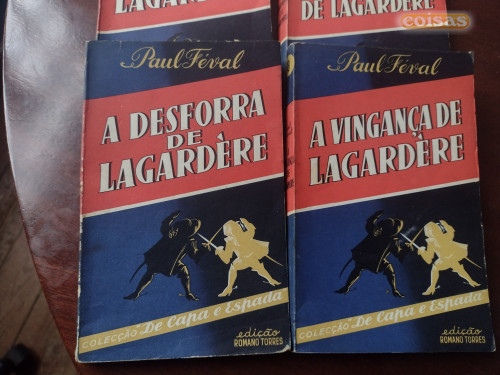 LAGARDÈRE
DE LAGARDÈRE
coisas
Paul Féval
A DESFORRA
DE
LAGARDÈRE
COLECÇÃO "De Capa e Espada"
edição
ROMANO TORRES
Paul Féval
A VINGANÇA DE
LAGARDÈRE
COLECÇÃO "De Capa e Espada"
edição
ROMANO TORRES